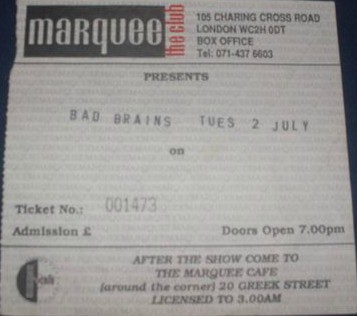 marquee the club
105 CHARING CROSS ROAD
LONDON WC2H 0DT
BOX OFFICE
Tel: 071-437 6603
PRESENTS
BAD BRAINS TUES 2 JULY
on
Ticket No.: 001473
Admission £ Doors Open 7.00pm
AFTER THE SHOW COME TO
THE MARQUEE CAFE
(around the corner) 20 GREEK STREET
LICENSED TO 3.00AM